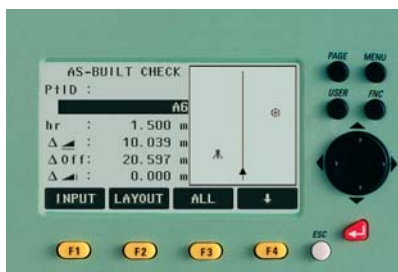 AS-BUILT CHECK
PtID :
A6
hr : 1.500 m
Δ : 10.039 m
ΔOff: 20.597 m
Δ : 0.000 m
INPUT LAYOUT ALL ↓
PAGE MENU
USER FNC
ESC
F1 F2 F3 F4